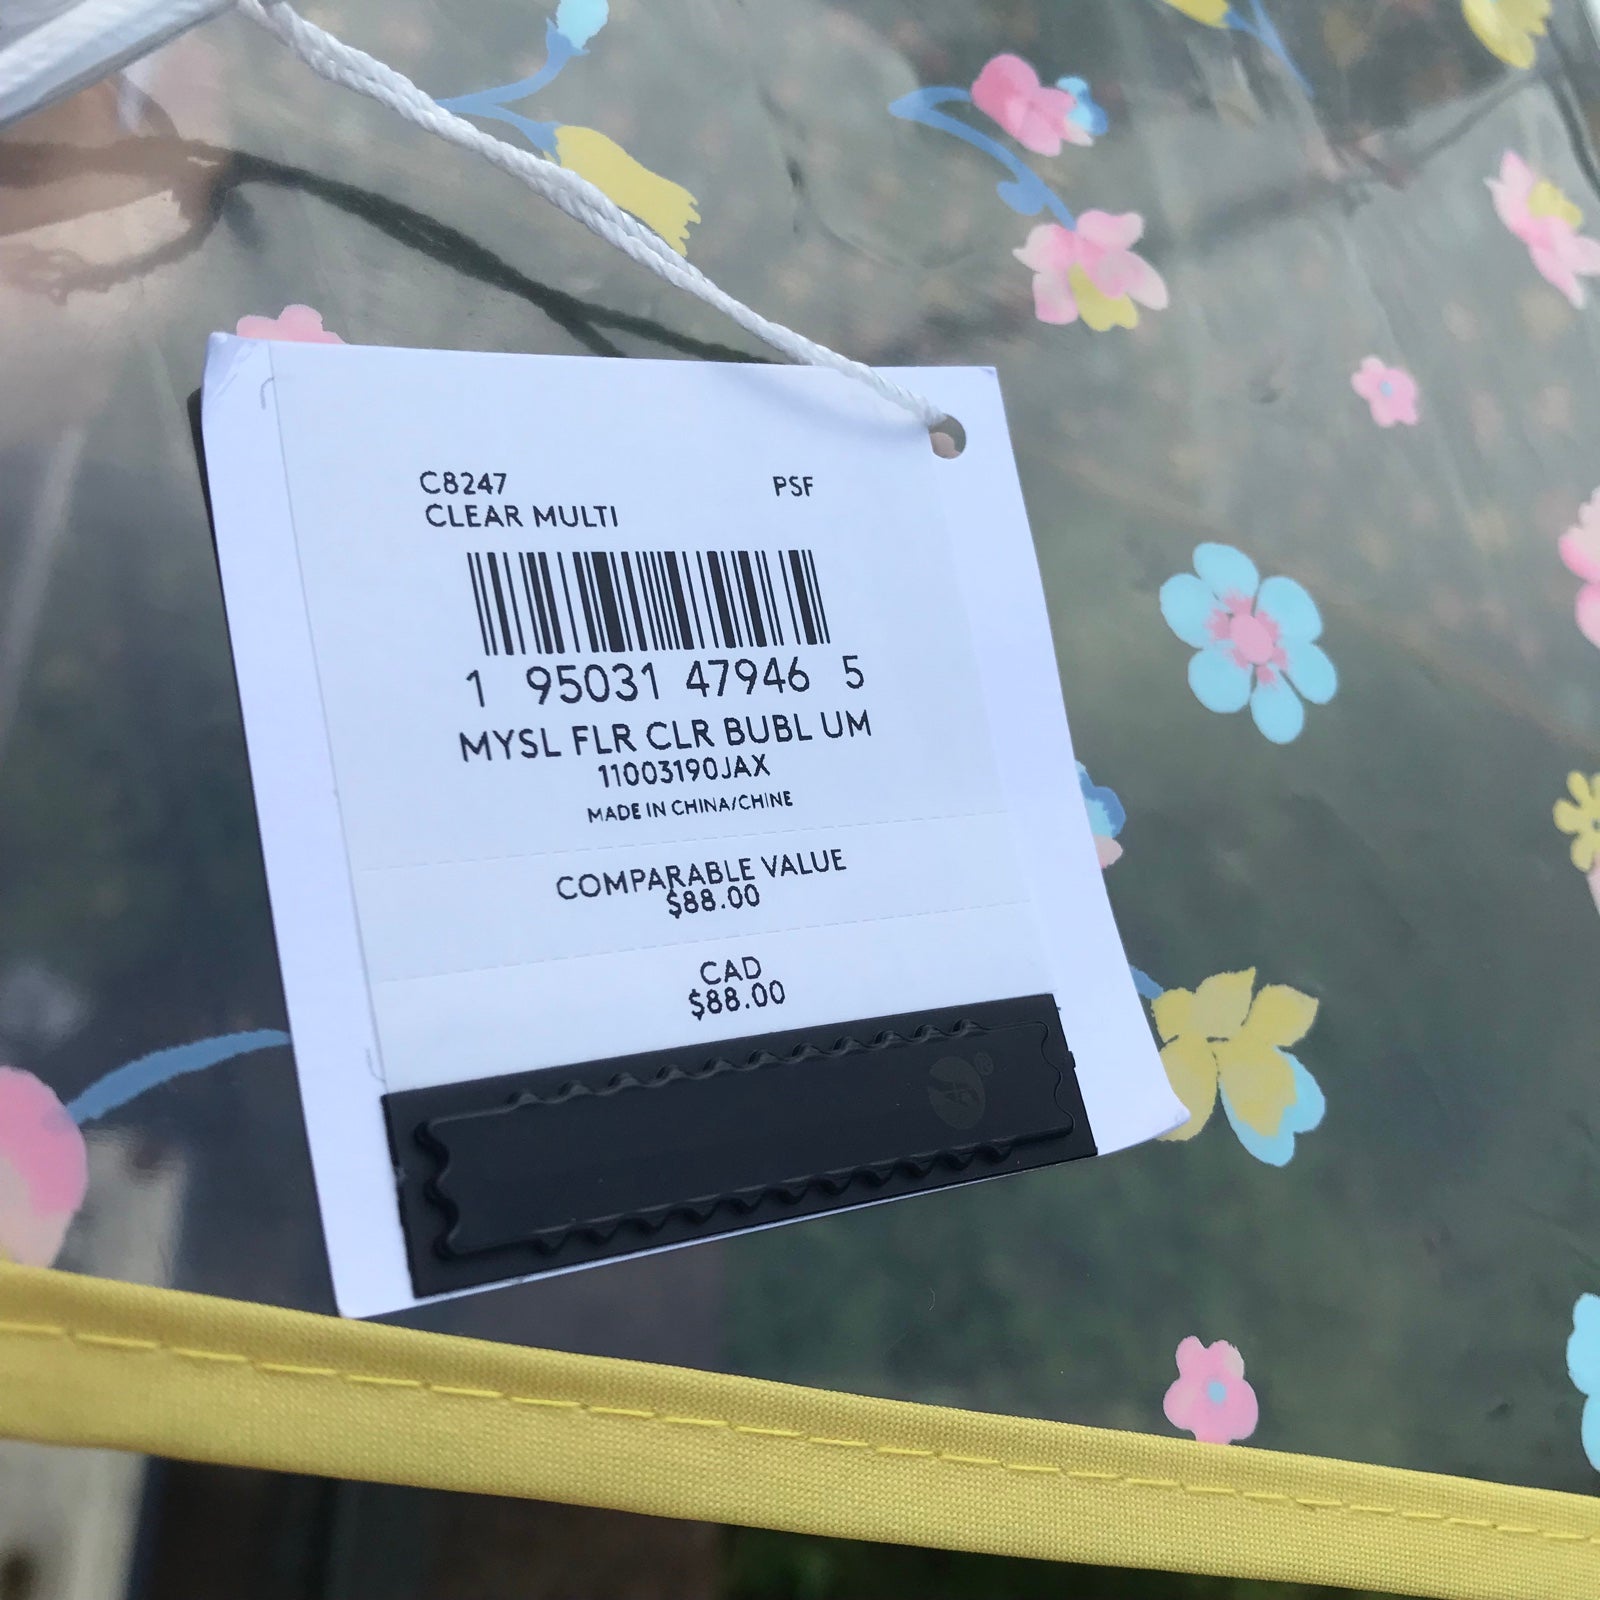 C8247 PSF
CLEAR MULTI
1 95031 47946 5
MYSL FLR CLR BUBL UM
11003190JAX
MADE IN CHINA/CHINE
COMPARABLE VALUE
$88.00
CAD
$88.00
®